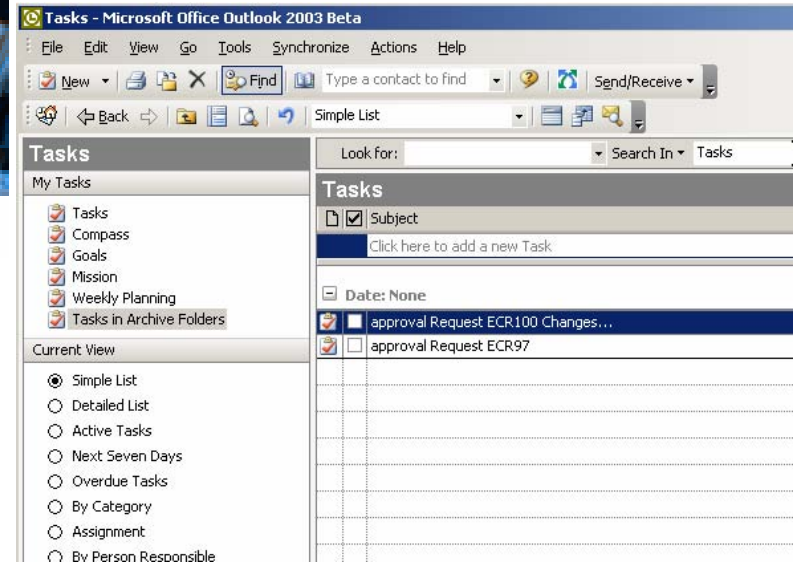 Tasks - Microsoft Office Outlook 2003 Beta
File Edit View Go Tools Synchronize Actions Help
New Find Type a contact to find Send/Receive
Back Simple List
Tasks
My Tasks
Tasks
Compass
Goals
Mission
Weekly Planning
Tasks in Archive Folders
Current View
Simple List
Detailed List
Active Tasks
Next Seven Days
Overdue Tasks
By Category
Assignment
By Person Responsible
Look for: Search In Tasks
Tasks
Subject
Click here to add a new Task
Date: None
approval Request ECR100 Changes...
approval Request ECR97